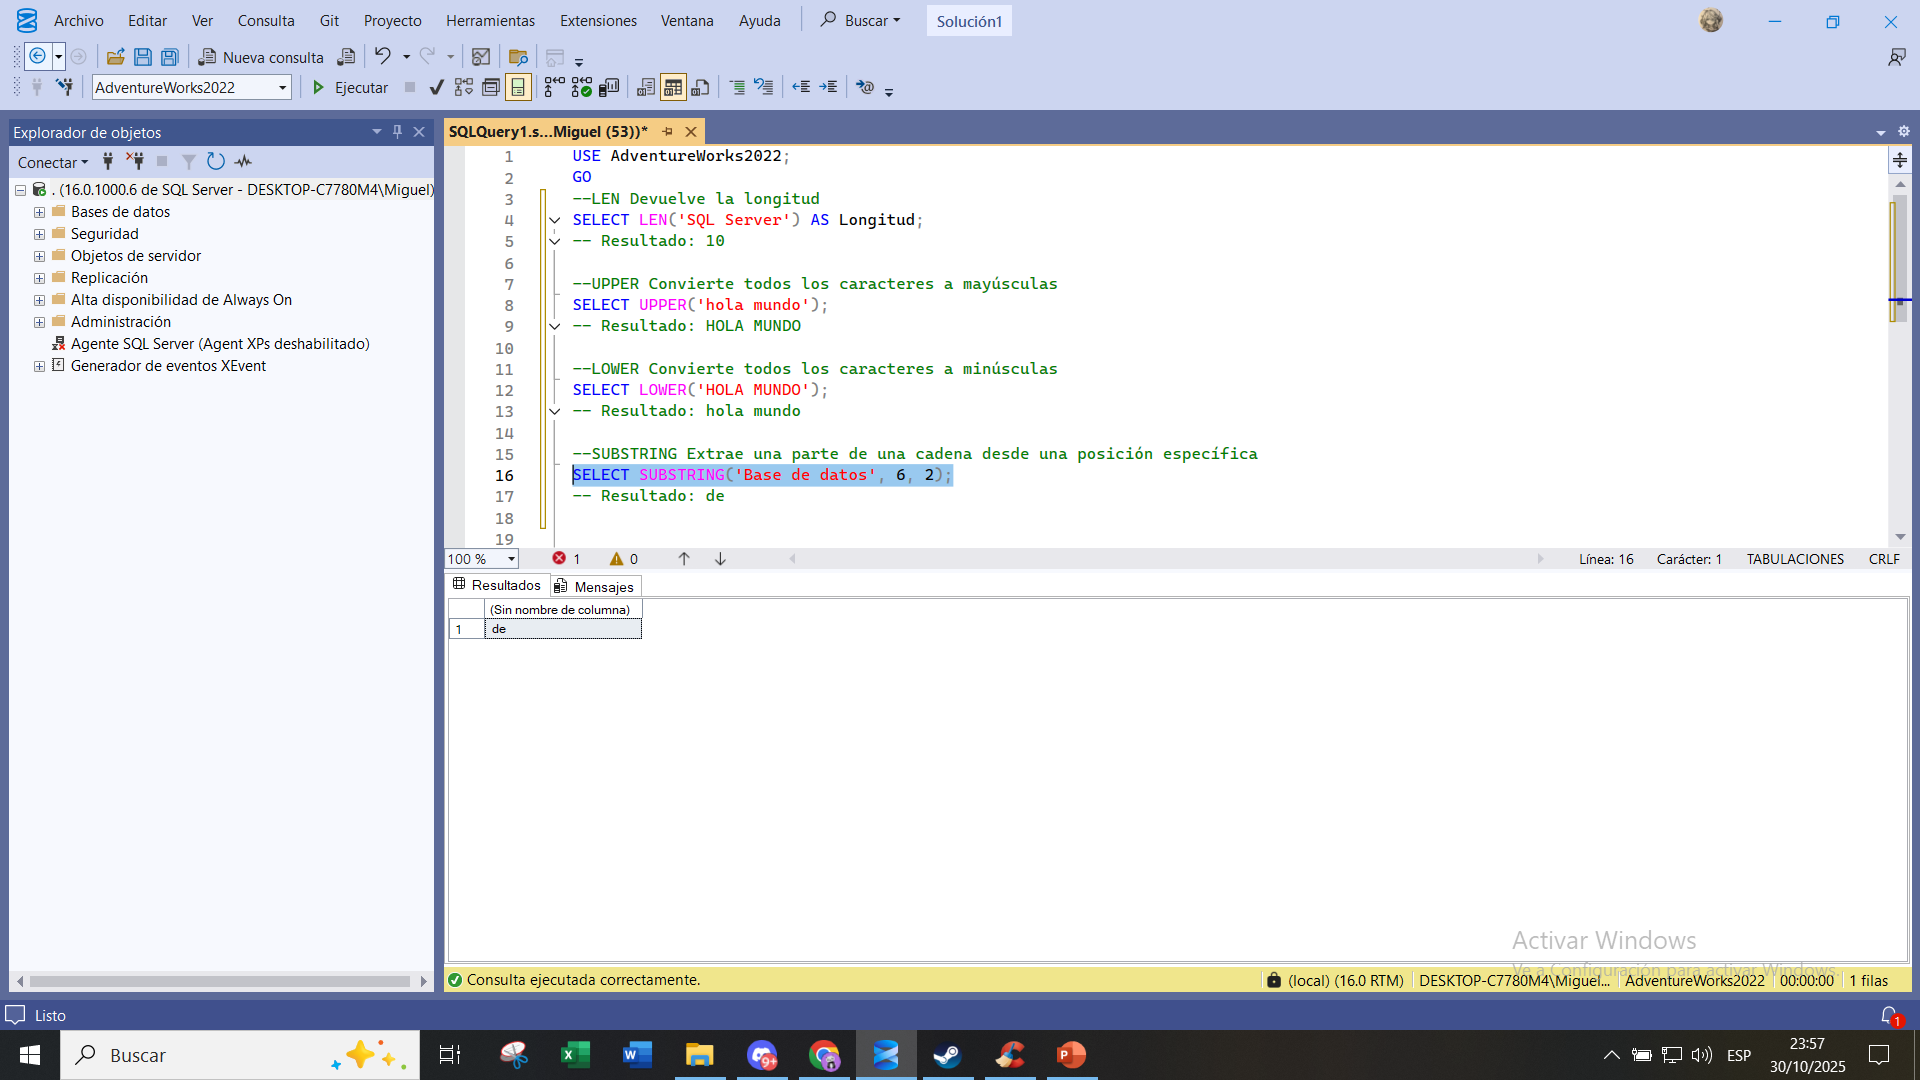 Archivo Editar Ver Consulta Git Proyecto Herramientas Extensiones Ventana Ayuda Buscar Solución1
Nueva consulta
AdventureWorks2022 Ejecutar
Explorador de objetos
Conectar
. (16.0.1000.6 de SQL Server - DESKTOP-C7780M4\Miguel)
Bases de datos
Seguridad
Objetos de servidor
Replicación
Alta disponibilidad de Always On
Administración
Agente SQL Server (Agent XPs deshabilitado)
Generador de eventos XEvent
SQLQuery1.s...Miguel (53))*
1 USE AdventureWorks2022;
2 GO
3 --LEN Devuelve la longitud
4 SELECT LEN('SQL Server') AS Longitud;
5 -- Resultado: 10
6
7 --UPPER Convierte todos los caracteres a mayúsculas
8 SELECT UPPER('hola mundo');
9 -- Resultado: HOLA MUNDO
10
11 --LOWER Convierte todos los caracteres a minúsculas
12 SELECT LOWER('HOLA MUNDO');
13 -- Resultado: hola mundo
14
15 --SUBSTRING Extrae una parte de una cadena desde una posición específica
16 SELECT SUBSTRING('Base de datos', 6, 2);
17 -- Resultado: de
18
19
100 % 1 0 Línea: 16 Carácter: 1 TABULACIONES CRLF
Resultados Mensajes
(Sin nombre de columna)
1 de
Activar Windows
Ve a Configuración para activar Windows.
Consulta ejecutada correctamente. (local) (16.0 RTM) DESKTOP-C7780M4\Miguel... AdventureWorks2022 00:00:00 1 filas
Listo 1
Buscar 9+ ESP 23:57
30/10/2025